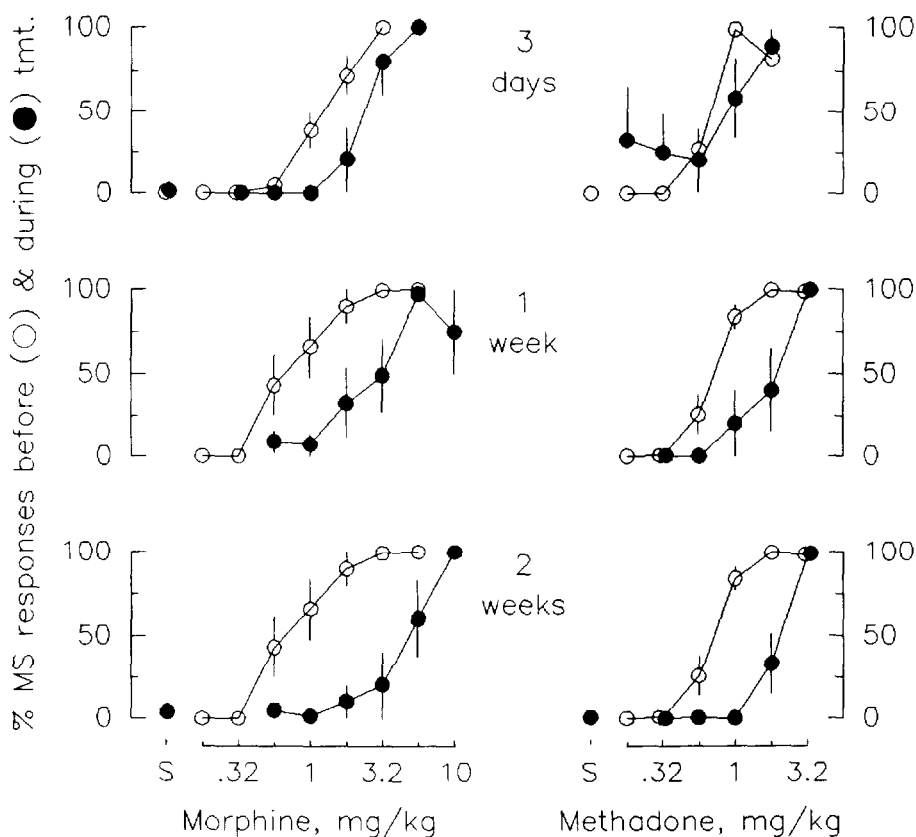 % MS responses before (○) & during (●) tmt.
100
50
0
3
days
100
50
0
100
50
0
1
week
100
50
0
100
50
0
2
weeks
100
50
0
S .32 1 3.2 10
Morphine, mg/kg
S .32 1 3.2
Methadone, mg/kg